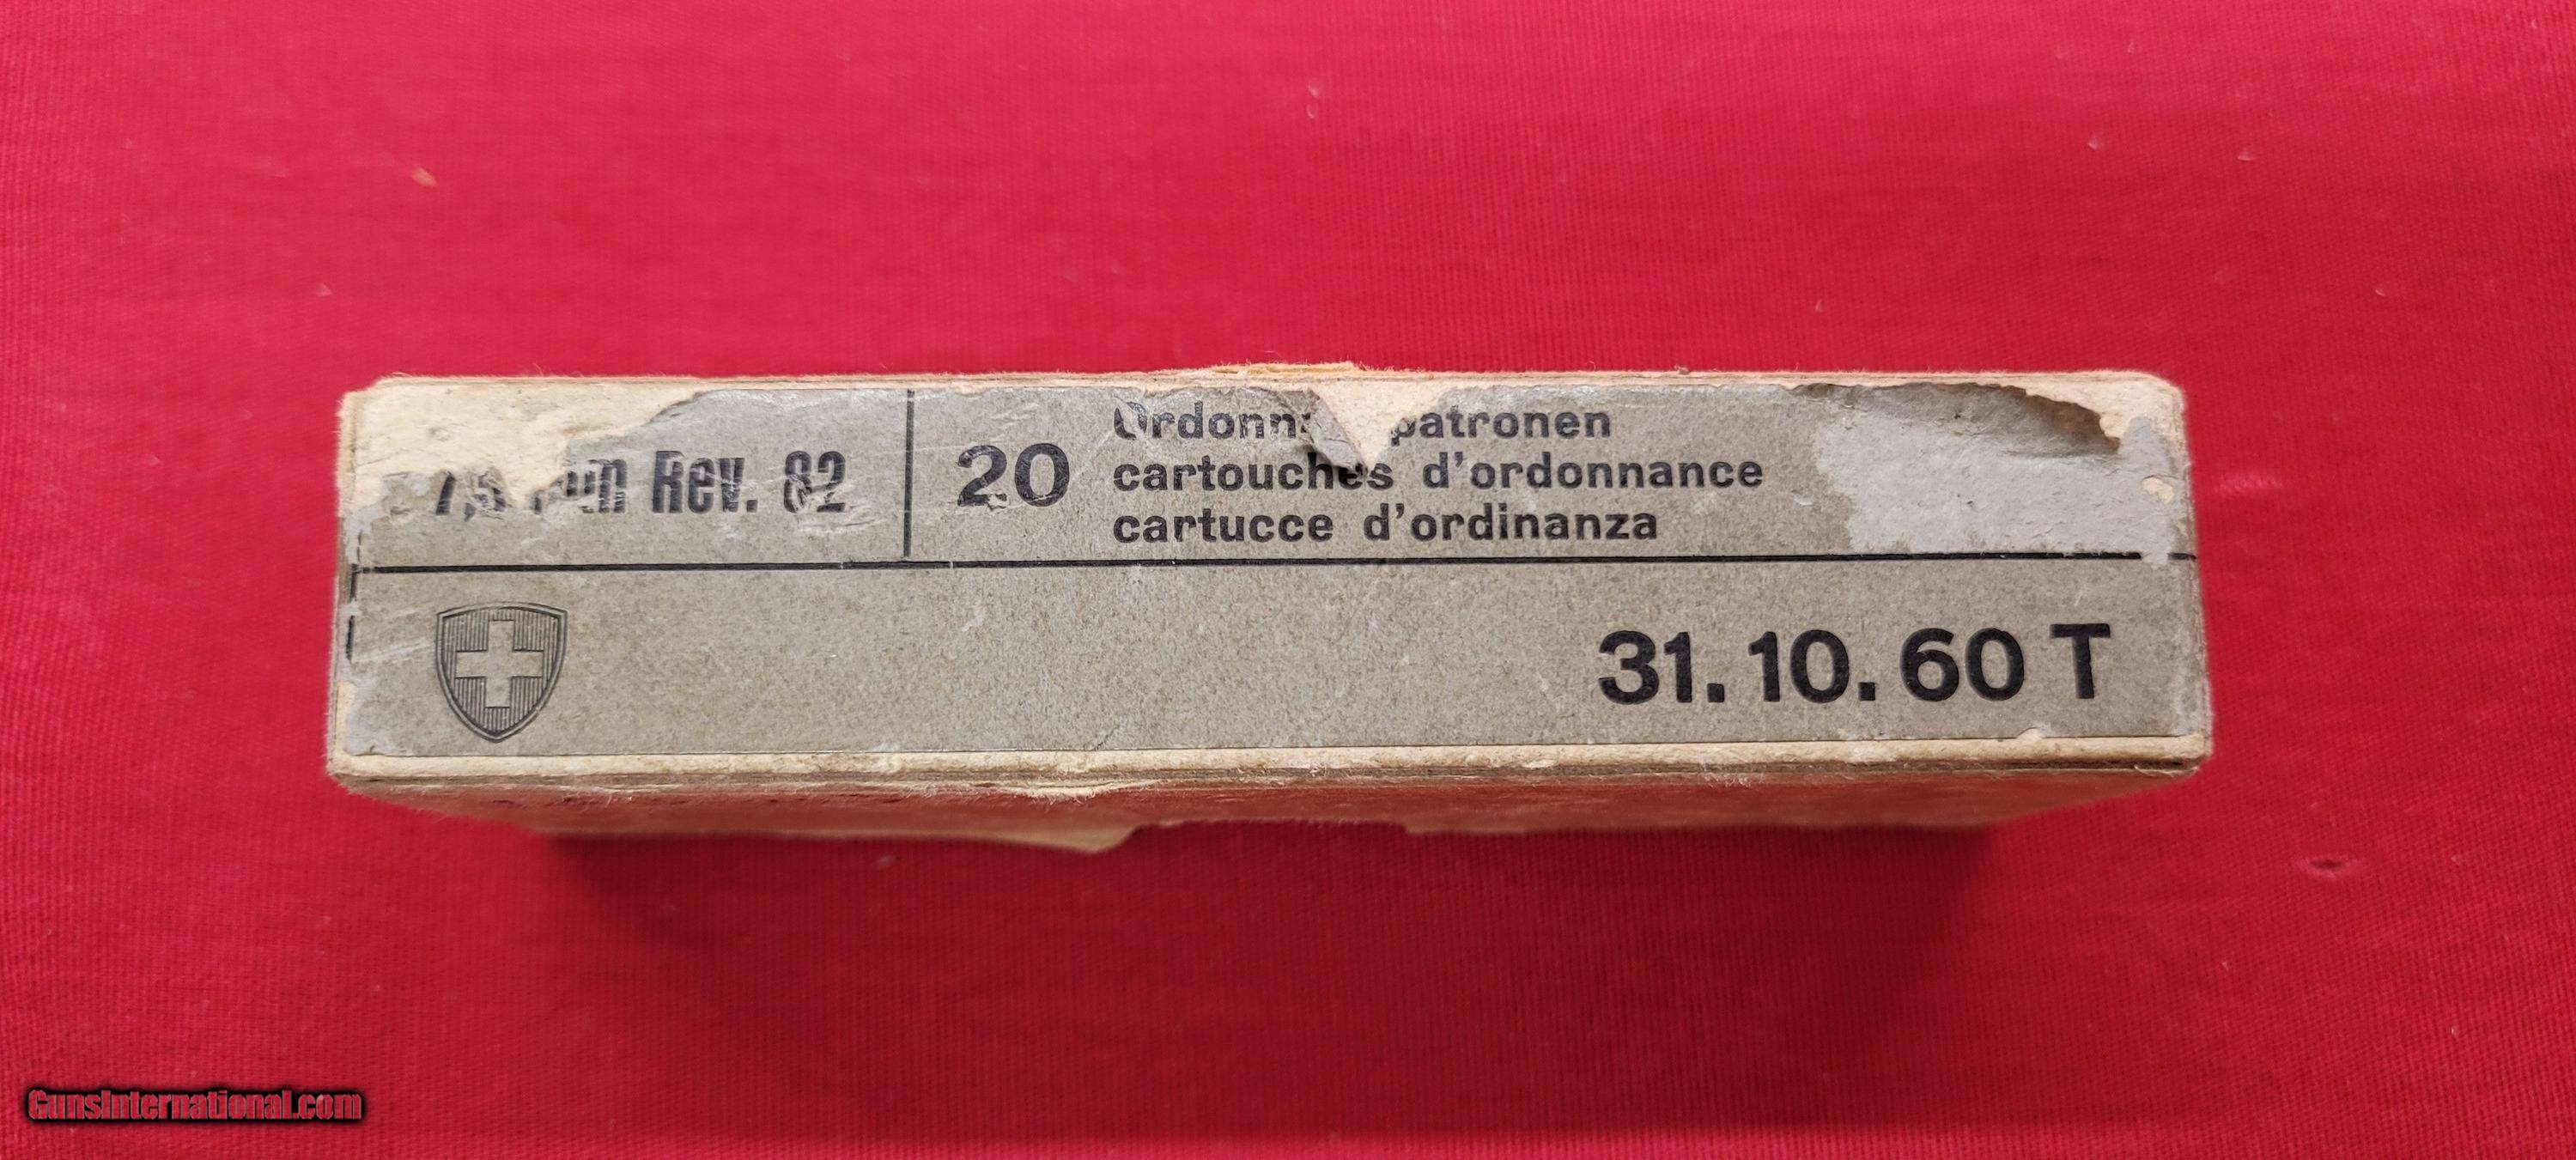 Rev. 82
20
patronen
cartouches d'ordonnance
cartucce d'ordinanza
31.10.60 T
GunsInternational.com